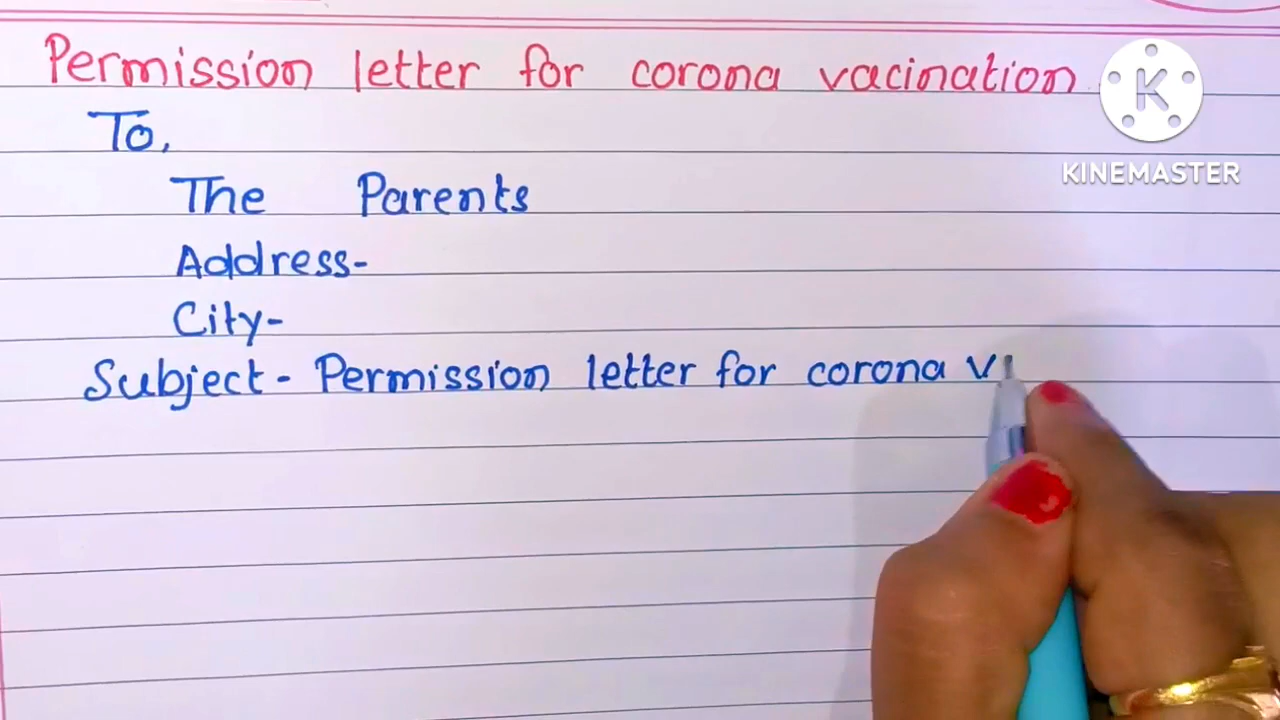 Permission letter for corona vacination
K
KINEMASTER
To,
The Parents
Address-
City-
Subject- Permission letter for corona v